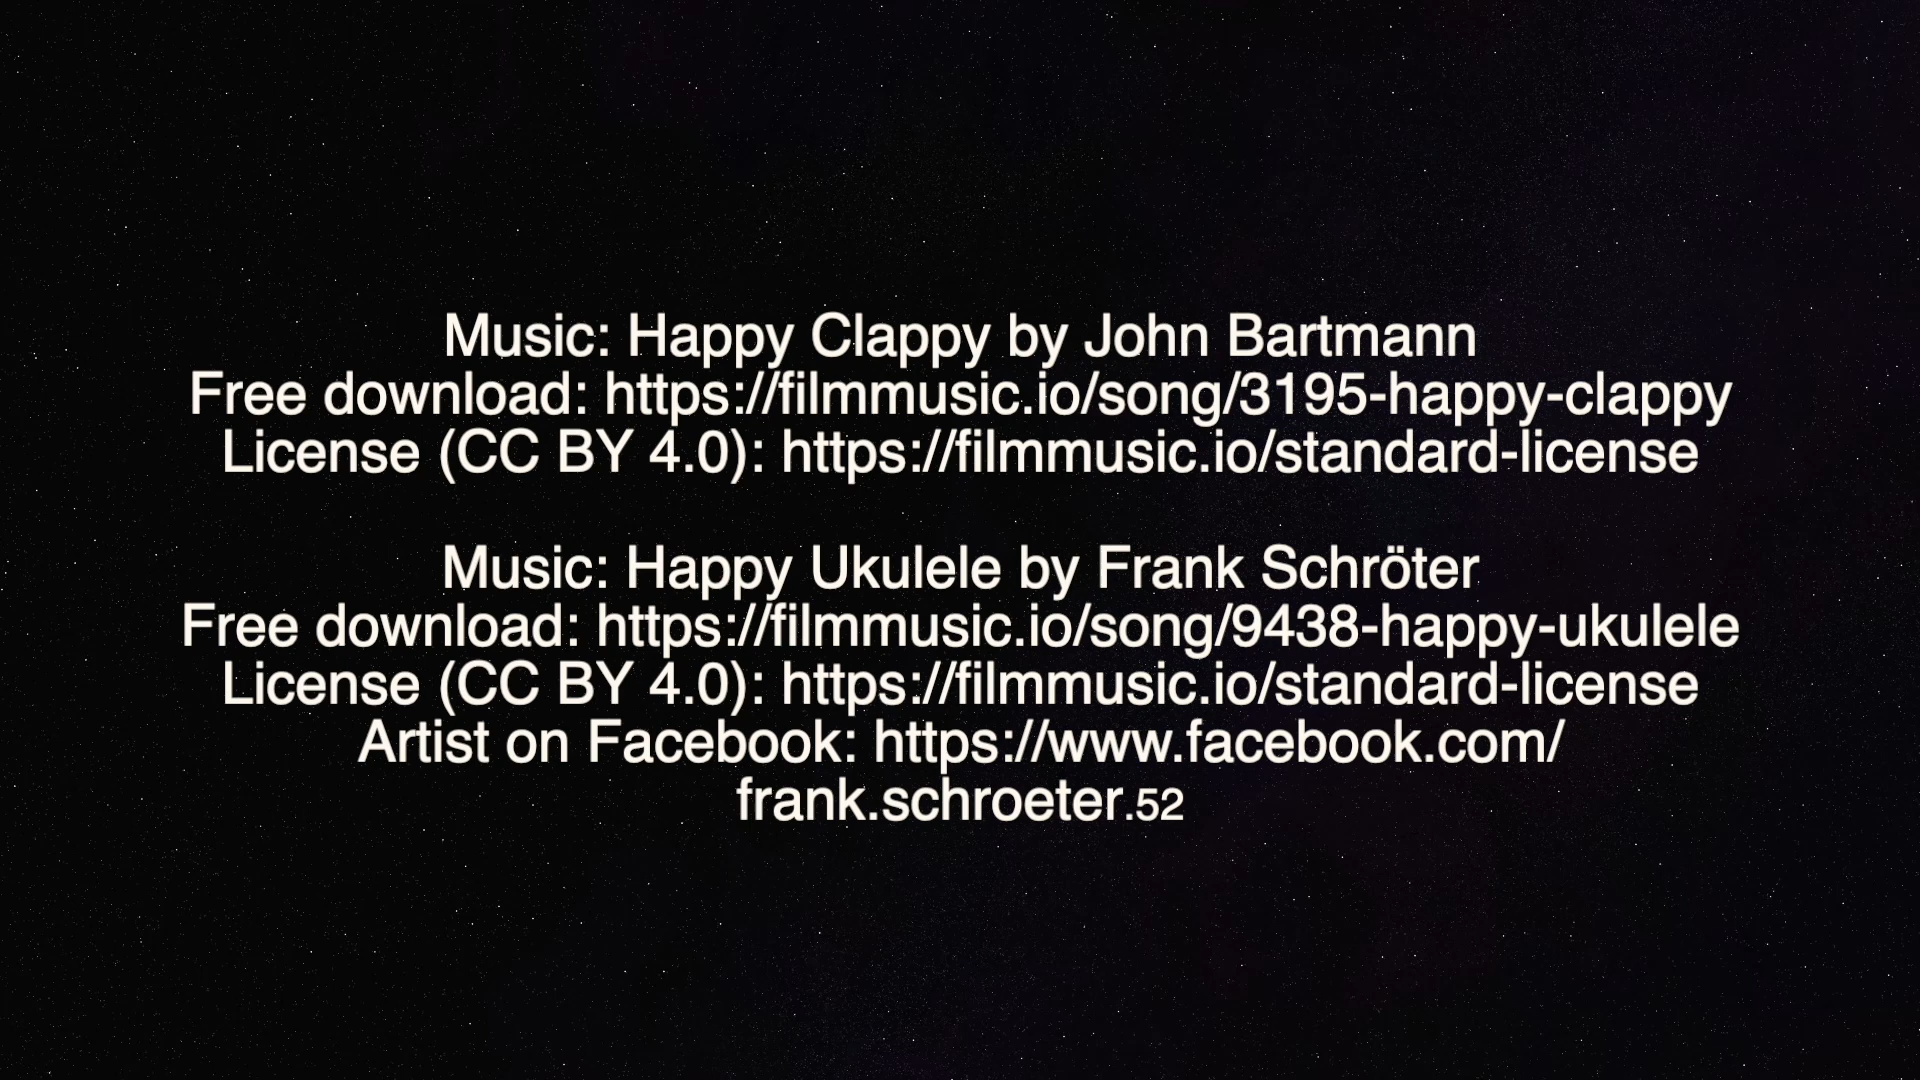 Music: Happy Clappy by John Bartmann
Free download: https://filmmusic.io/song/3195-happy-clappy
License (CC BY 4.0): https://filmmusic.io/standard-license
Music: Happy Ukulele by Frank Schröter
Free download: https://filmmusic.io/song/9438-happy-ukulele
License (CC BY 4.0): https://filmmusic.io/standard-license
Artist on Facebook: https://www.facebook.com/
frank.schroeter.52